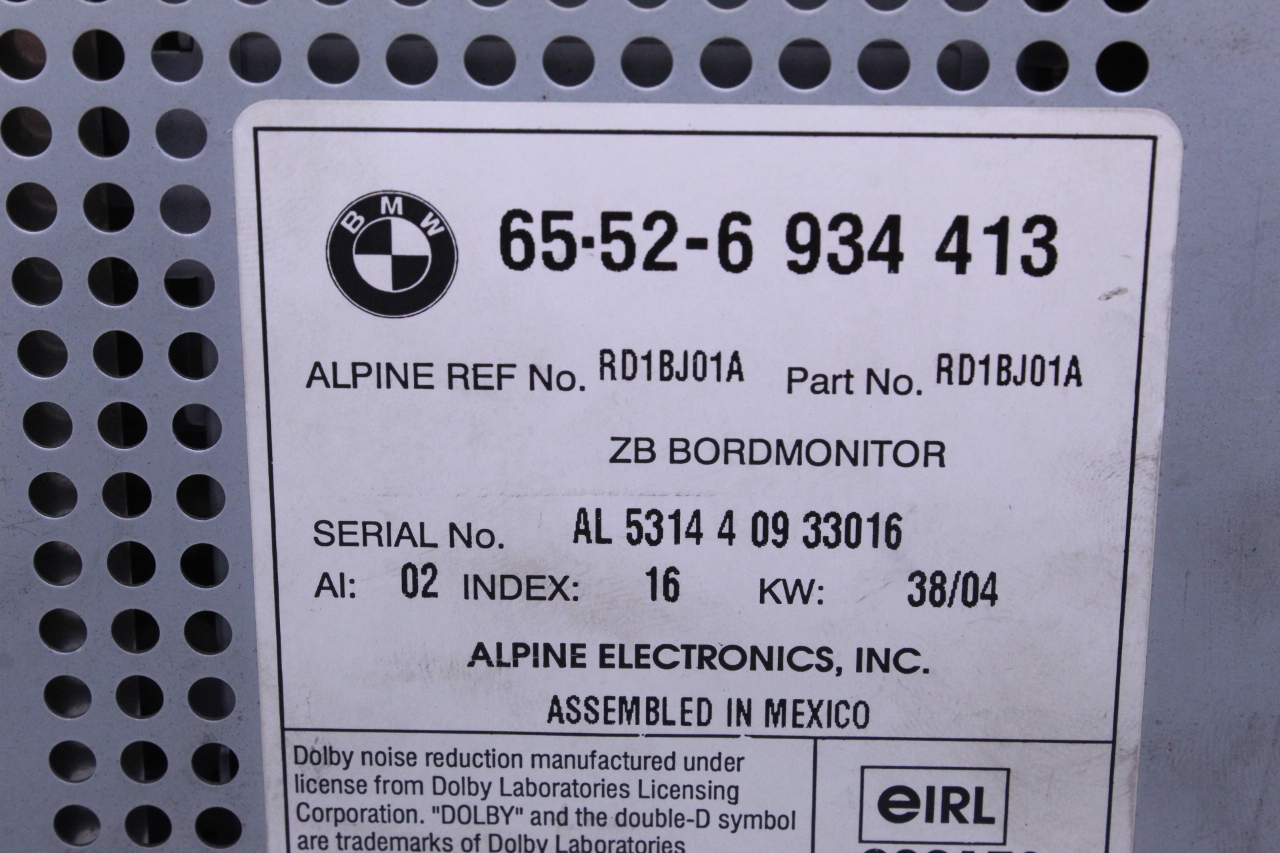 BMW 65-52-6 934 413
ALPINE REF No. RD1BJ01A Part No. RD1BJ01A
ZB BORDMONITOR
SERIAL No. AL 5314 4 09 33016
AI: 02 INDEX: 16 KW: 38/04
ALPINE ELECTRONICS, INC.
ASSEMBLED IN MEXICO
Dolby noise reduction manufactured under
license from Dolby Laboratories Licensing
Corporation. "DOLBY" and the double-D symbol
are trademarks of Dolby Laboratories
eIRL